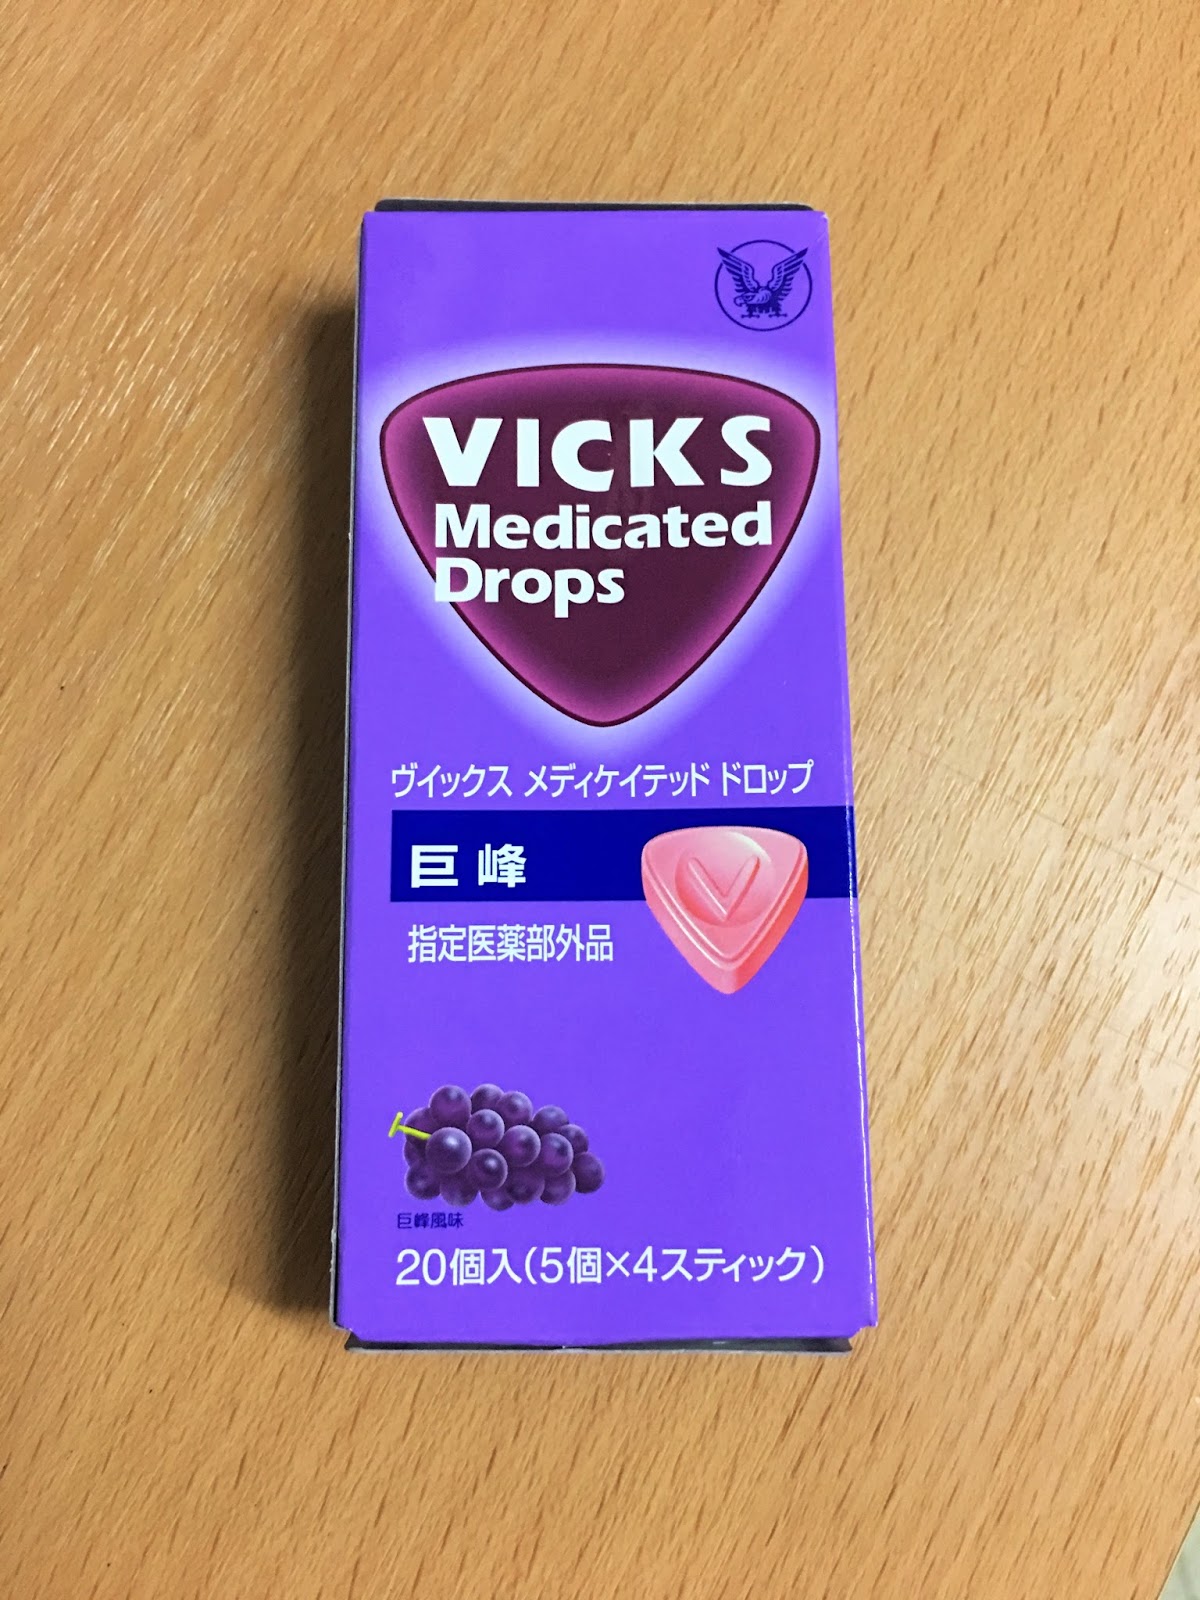 VICKS
Medicated
Drops
ヴイックス メディケイテッド ドロップ
巨峰
指定医薬部外品
巨峰風味
20個入(5個×4スティック)